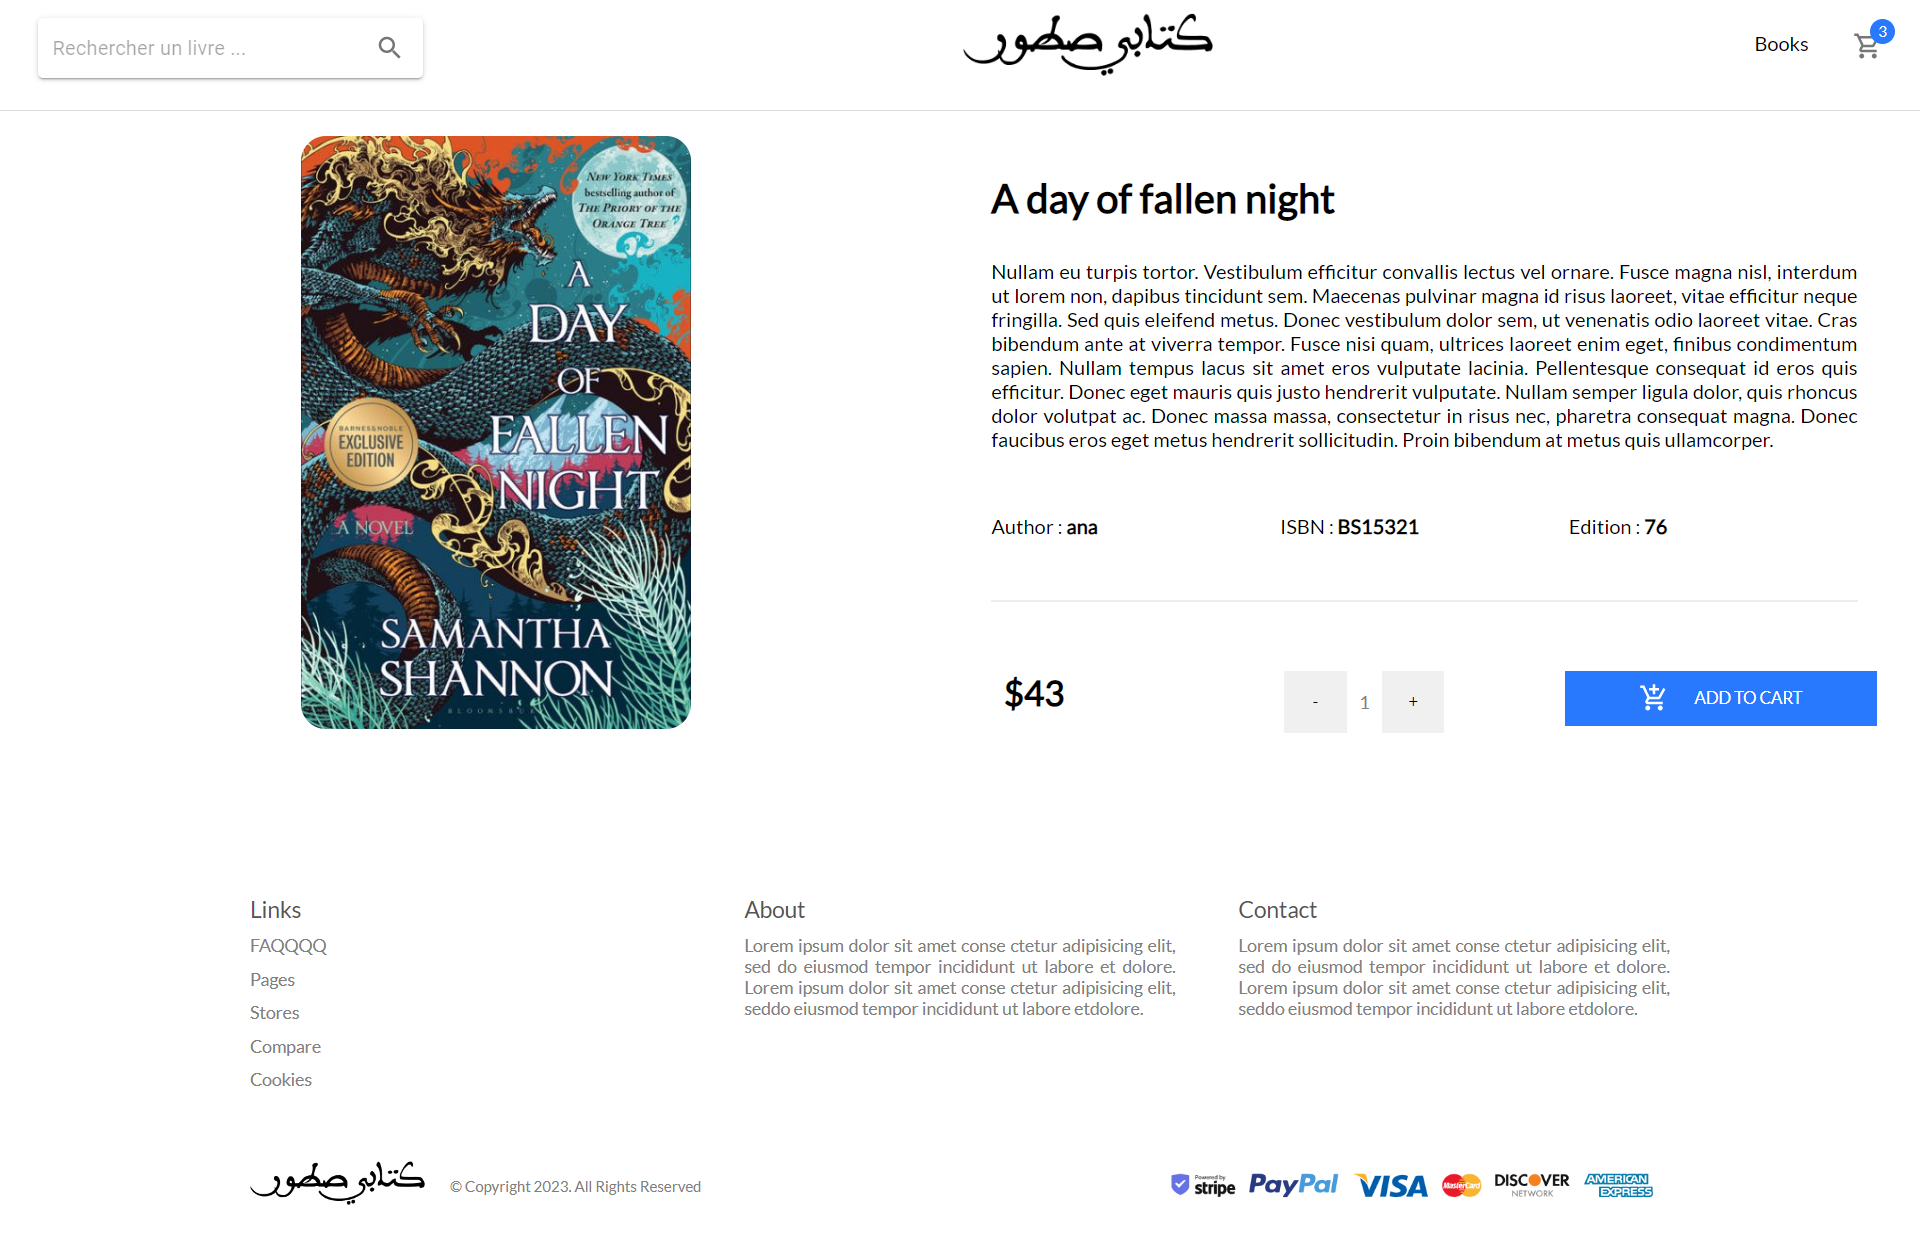 Rechercher un livre ...
كتابي صطور
Books
3
NEW YORK TIMES
bestselling author of
THE PRIORY OF THE
ORANGE TREE
A
DAY
OF
FALLEN
NIGHT
BARNES&NOBLE
EXCLUSIVE
EDITION
A NOVEL
SAMANTHA
SHANNON
BLOOMSBURY
A day of fallen night
Nullam eu turpis tortor. Vestibulum efficitur convallis lectus vel ornare. Fusce magna nisl, interdum
ut lorem non, dapibus tincidunt sem. Maecenas pulvinar magna id risus laoreet, vitae efficitur neque
fringilla. Sed quis eleifend metus. Donec vestibulum dolor sem, ut venenatis odio laoreet vitae. Cras
bibendum ante at viverra tempor. Fusce nisi quam, ultrices laoreet enim eget, finibus condimentum
sapien. Nullam tempus lacus sit amet eros vulputate lacinia. Pellentesque consequat id eros quis
efficitur. Donec eget mauris quis justo hendrerit vulputate. Nullam semper ligula dolor, quis rhoncus
dolor volutpat ac. Donec massa massa, consectetur in risus nec, pharetra consequat magna. Donec
faucibus eros eget metus hendrerit sollicitudin. Proin bibendum at metus quis ullamcorper.
Author : ana
ISBN : BS15321
Edition : 76
$43
- 1 +
ADD TO CART
Links
FAQQQQ
Pages
Stores
Compare
Cookies
About
Lorem ipsum dolor sit amet conse ctetur adipisicing elit,
sed do eiusmod tempor incididunt ut labore et dolore.
Lorem ipsum dolor sit amet conse ctetur adipisicing elit,
seddo eiusmod tempor incididunt ut labore etdolore.
Contact
Lorem ipsum dolor sit amet conse ctetur adipisicing elit,
sed do eiusmod tempor incididunt ut labore et dolore.
Lorem ipsum dolor sit amet conse ctetur adipisicing elit,
seddo eiusmod tempor incididunt ut labore etdolore.
كتابي صطور
© Copyright 2023. All Rights Reserved
Powered by
stripe
PayPal
VISA
MasterCard
DISCOVER
NETWORK
AMERICAN
EXPRESS